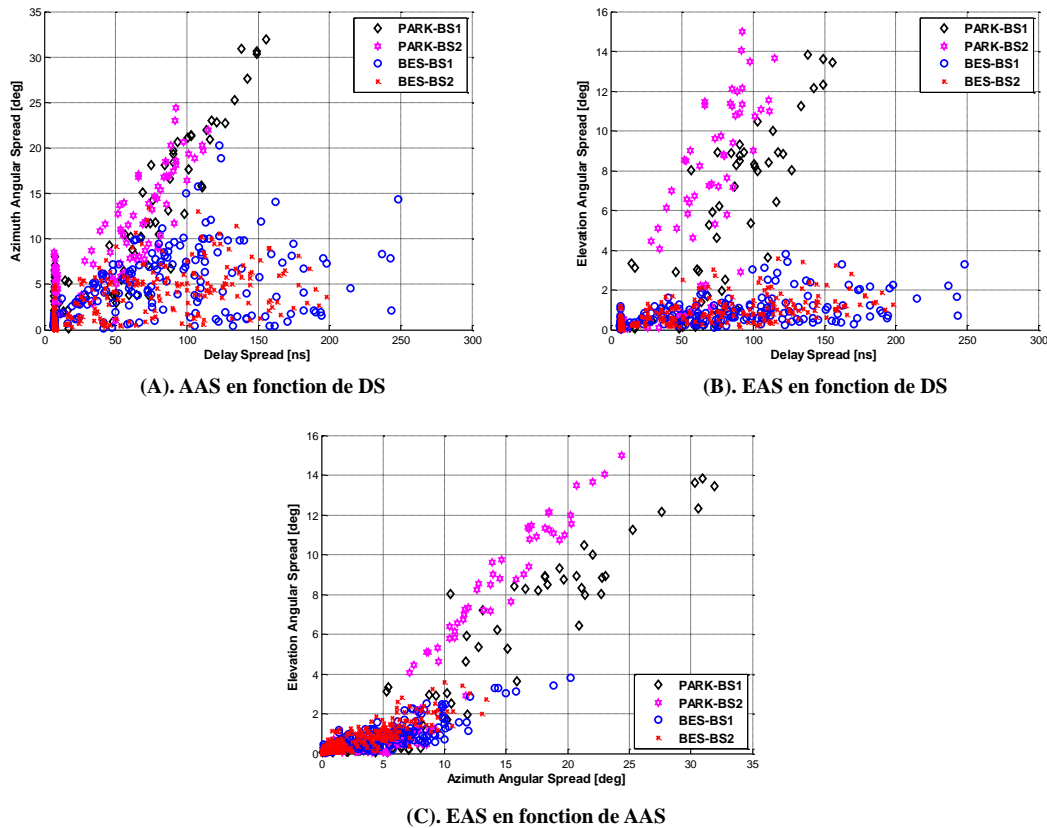 35
30
25
20
15
10
5
0
Azimuth Angular Spread [deg]
0 50 100 150 200 250 300
Delay Spread [ns]
PARK-BS1
PARK-BS2
BES-BS1
BES-BS2
(A). AAS en fonction de DS
16
14
12
10
8
6
4
2
0
Elevation Angular Spread [deg]
0 50 100 150 200 250 300
Delay Spread [ns]
PARK-BS1
PARK-BS2
BES-BS1
BES-BS2
(B). EAS en fonction de DS
16
14
12
10
8
6
4
2
0
Elevation Angular Spread [deg]
0 5 10 15 20 25 30 35
Azimuth Angular Spread [deg]
PARK-BS1
PARK-BS2
BES-BS1
BES-BS2
(C). EAS en fonction de AAS